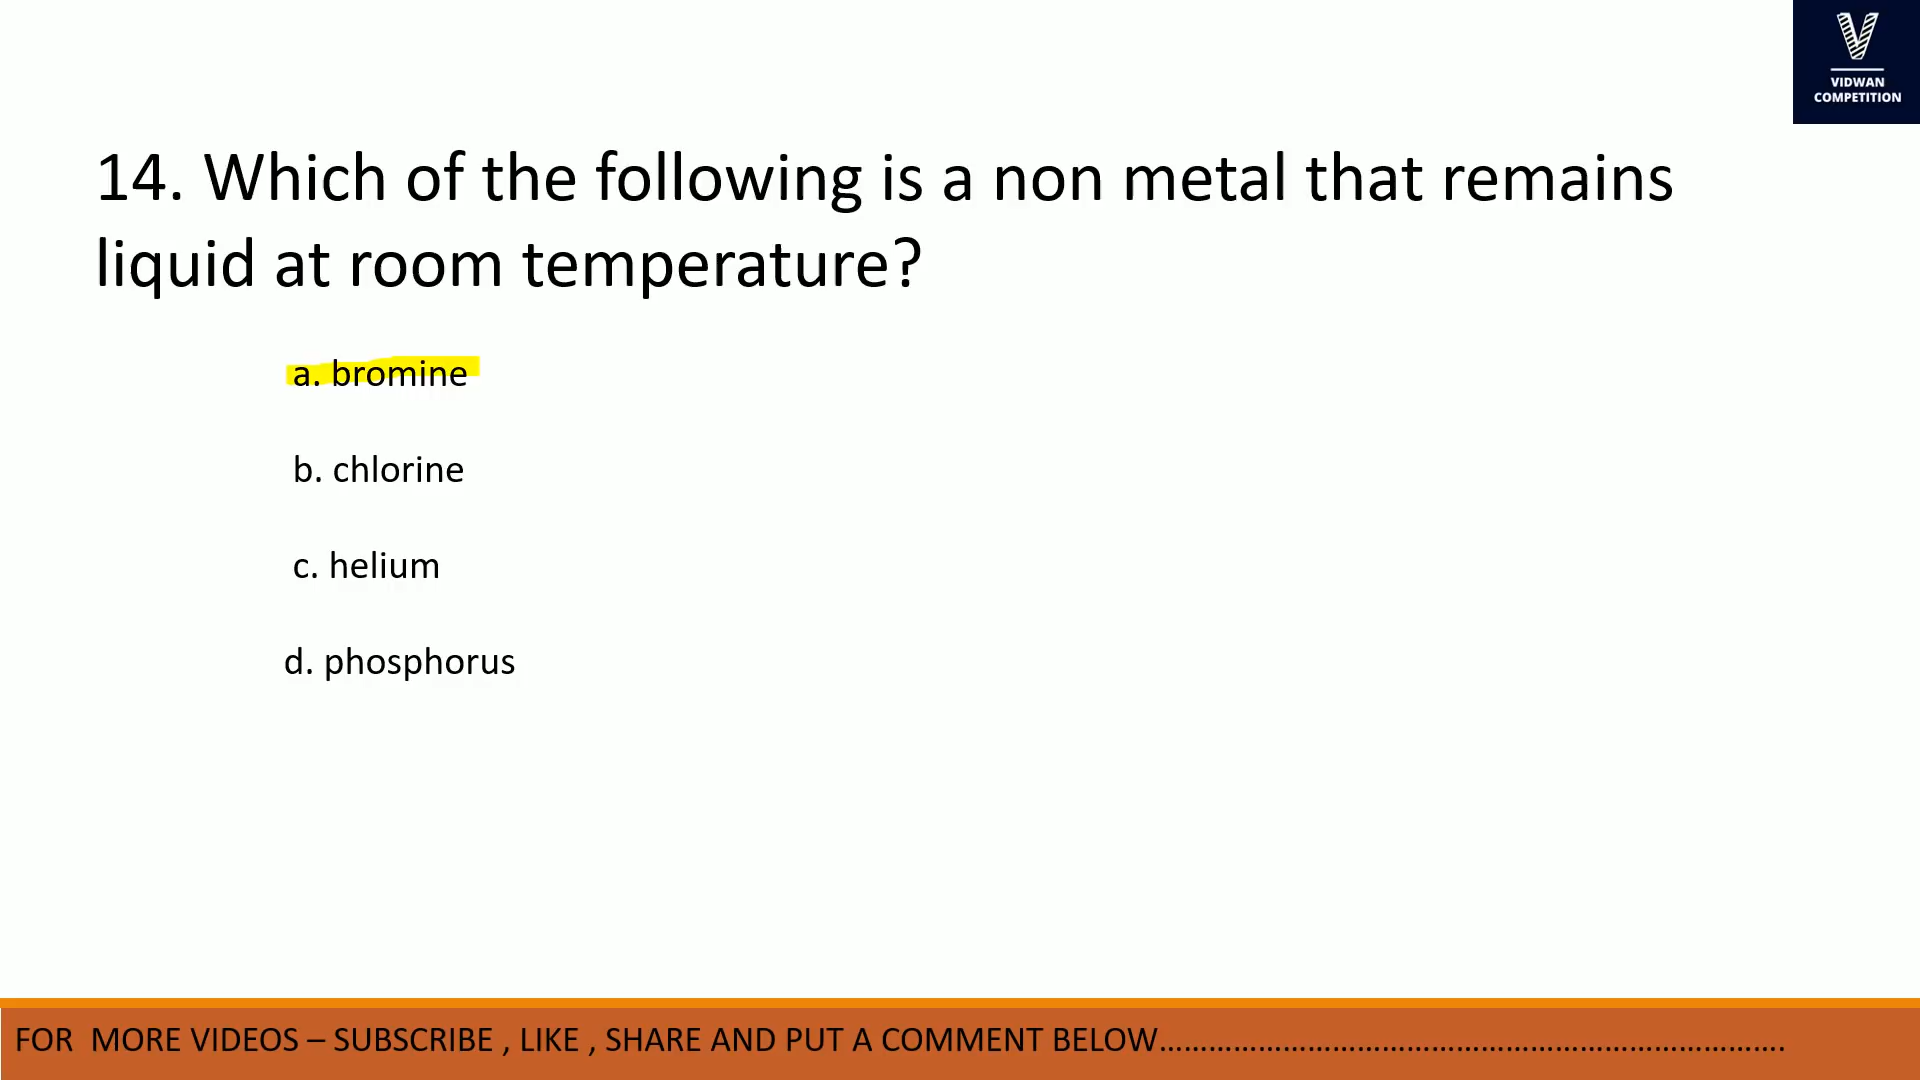 VIDWAN
COMPETITION
14. Which of the following is a non metal that remains
liquid at room temperature?
a. bromine
b. chlorine
c. helium
d. phosphorus
FOR  MORE VIDEOS – SUBSCRIBE , LIKE , SHARE AND PUT A COMMENT BELOW………………………………………………………………….